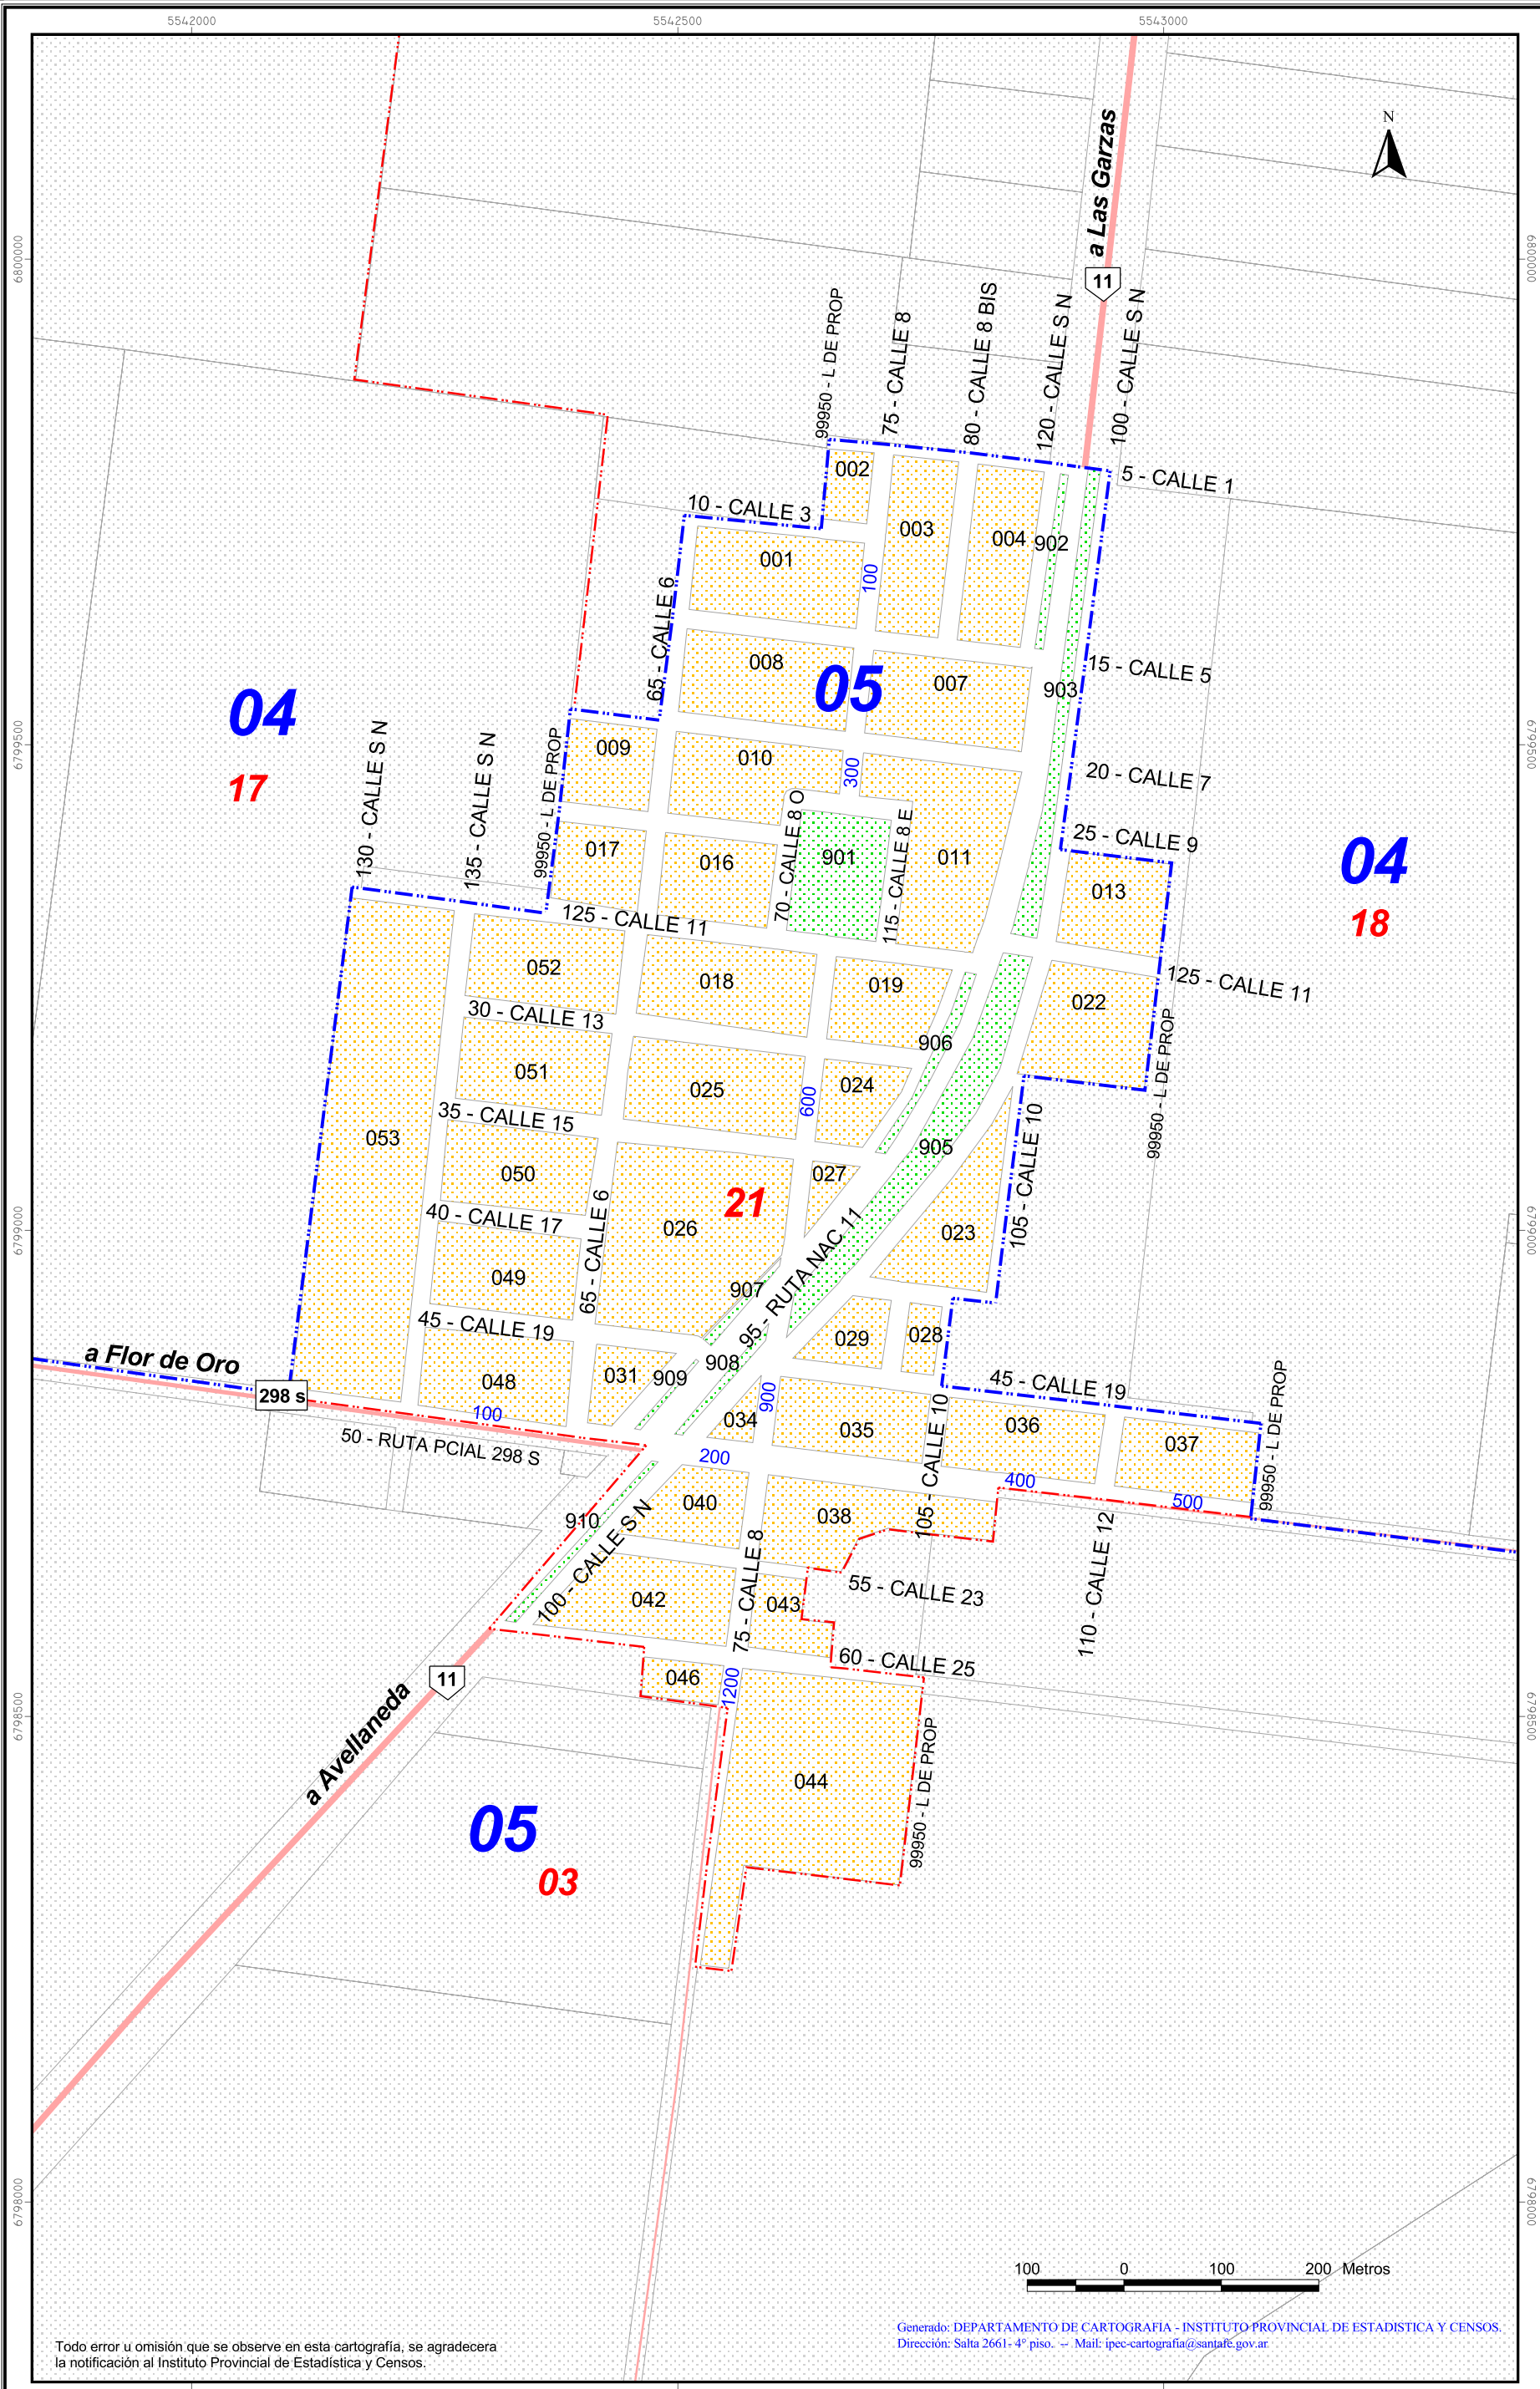 5542000
5542500
5543000
N
a Las Garzas
11
6800000
6800000
99950 - L DE PROP
75 - CALLE 8
80 - CALLE 8 BIS
120 - CALLE S N
100 - CALLE S N
002
5 - CALLE 1
10 - CALLE 3
003
004
902
001
100
65 - CALLE 6
008
05
007
15 - CALLE 5
903
04
17
130 - CALLE S N
135 - CALLE S N
99950 - L DE PROP
6799500
6799500
009
010
300
20 - CALLE 7
25 - CALLE 9
70 - CALLE 8 O
115 - CALLE 8 E
017
016
901
011
013
04
18
125 - CALLE 11
052
018
019
022
125 - CALLE 11
30 - CALLE 13
906
051
025
024
600
99950 - L DE PROP
35 - CALLE 15
053
905
105 - CALLE 10
050
027
21
40 - CALLE 17
65 - CALLE 6
026
023
6799000
6799000
049
907
95 - RUTA NAC 11
45 - CALLE 19
029
028
a Flor de Oro
298 s
048
031
909
908
45 - CALLE 19
99950 - L DE PROP
100
900
034
035
105 - CALLE 10
036
037
50 - RUTA PCIAL 298 S
200
400
500
040
038
910
100 - CALLE S N
75 - CALLE 8
55 - CALLE 23
110 - CALLE 12
042
043
60 - CALLE 25
046
1200
11
a Avellaneda
6798500
6798500
99950 - L DE PROP
044
05
03
6798000
6798000
100 0 100 200 Metros
Generado: DEPARTAMENTO DE CARTOGRAFIA - INSTITUTO PROVINCIAL DE ESTADISTICA Y CENSOS.
Dirección: Salta 2661- 4° piso. -- Mail: ipec-cartografia@santafe.gov.ar
Todo error u omisión que se observe en esta cartografía, se agradecera
la notificación al Instituto Provincial de Estadística y Censos.